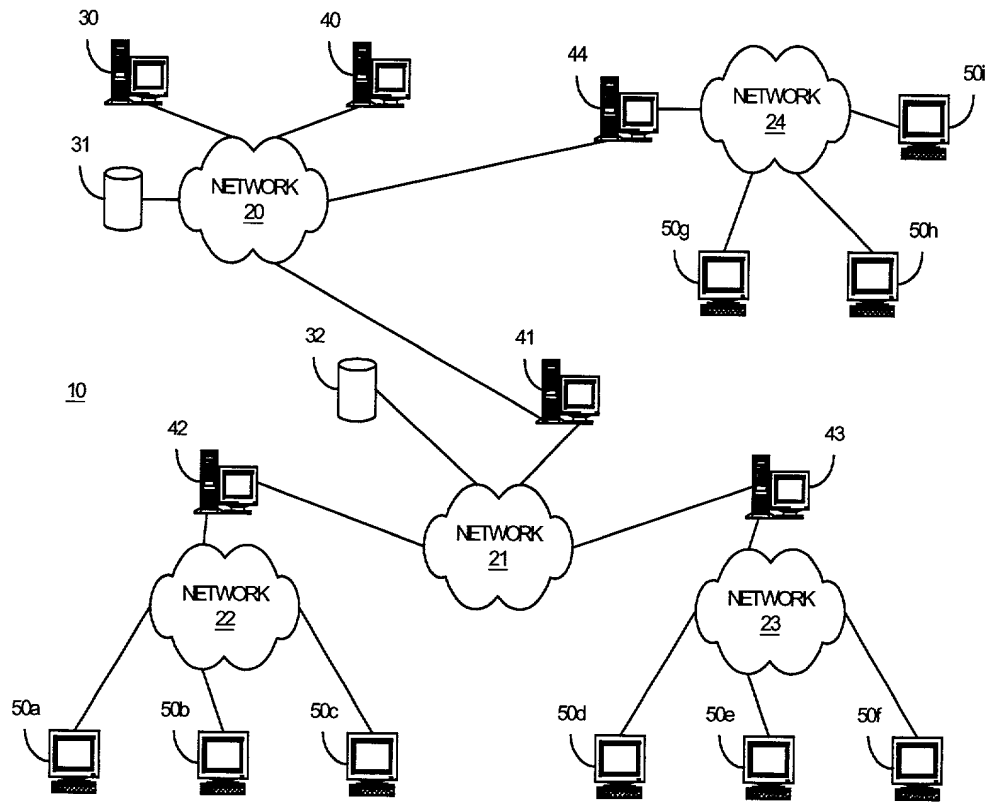 30
40
44
NETWORK
24
50i
31
NETWORK
20
50g
50h
32
41
10
42
43
NETWORK
21
NETWORK
22
NETWORK
23
50a
50b
50c
50d
50e
50f